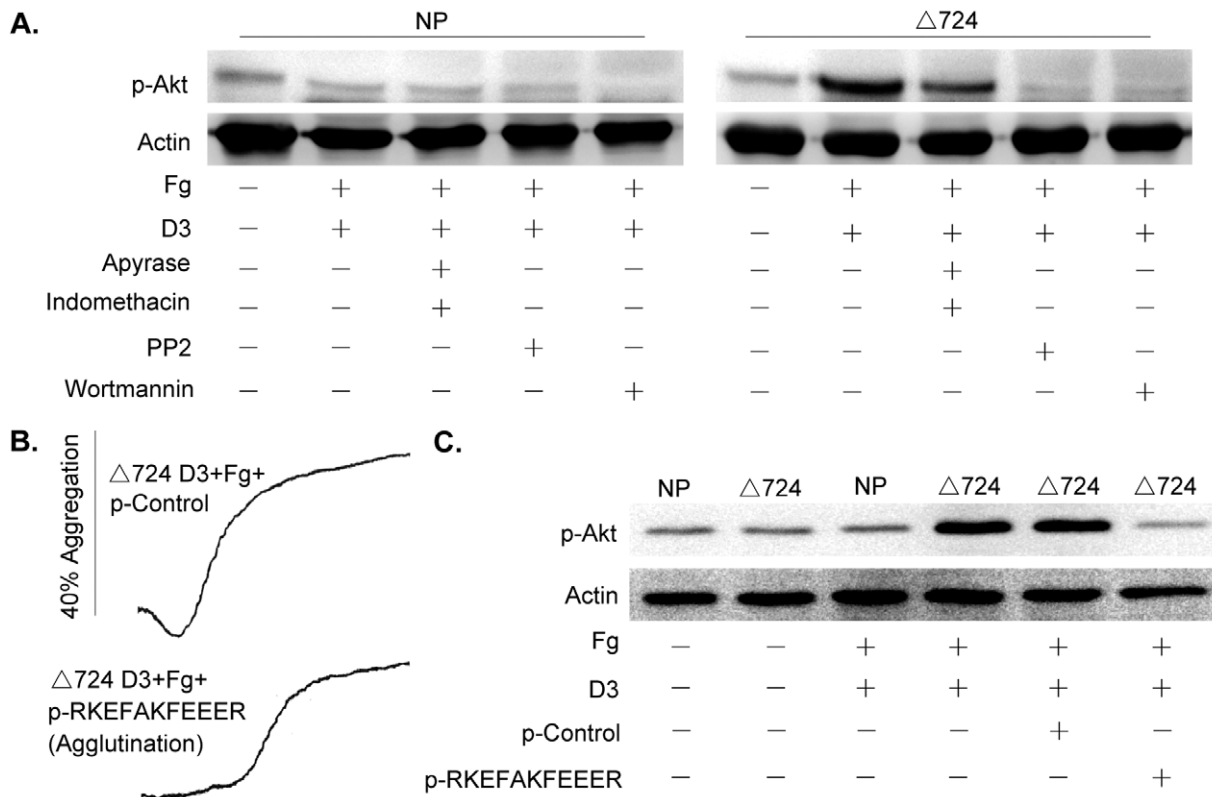 A.
NP △724
p-Akt
Actin
Fg − + + + + − + + + +
D3 − + + + + − + + + +
Apyrase − − + − − − − + − −
Indomethacin − − + − − − − + − −
PP2 − − − + − − − − + −
Wortmannin − − − − + − − − − +
B.
40% Aggregation
△724 D3+Fg+
p-Control
△724 D3+Fg+
p-RKEFAKFEEER
(Agglutination)
C.
NP △724 NP △724 △724 △724
p-Akt
Actin
Fg − − + + + +
D3 − − + + + +
p-Control − − − − + −
p-RKEFAKFEEER − − − − − +